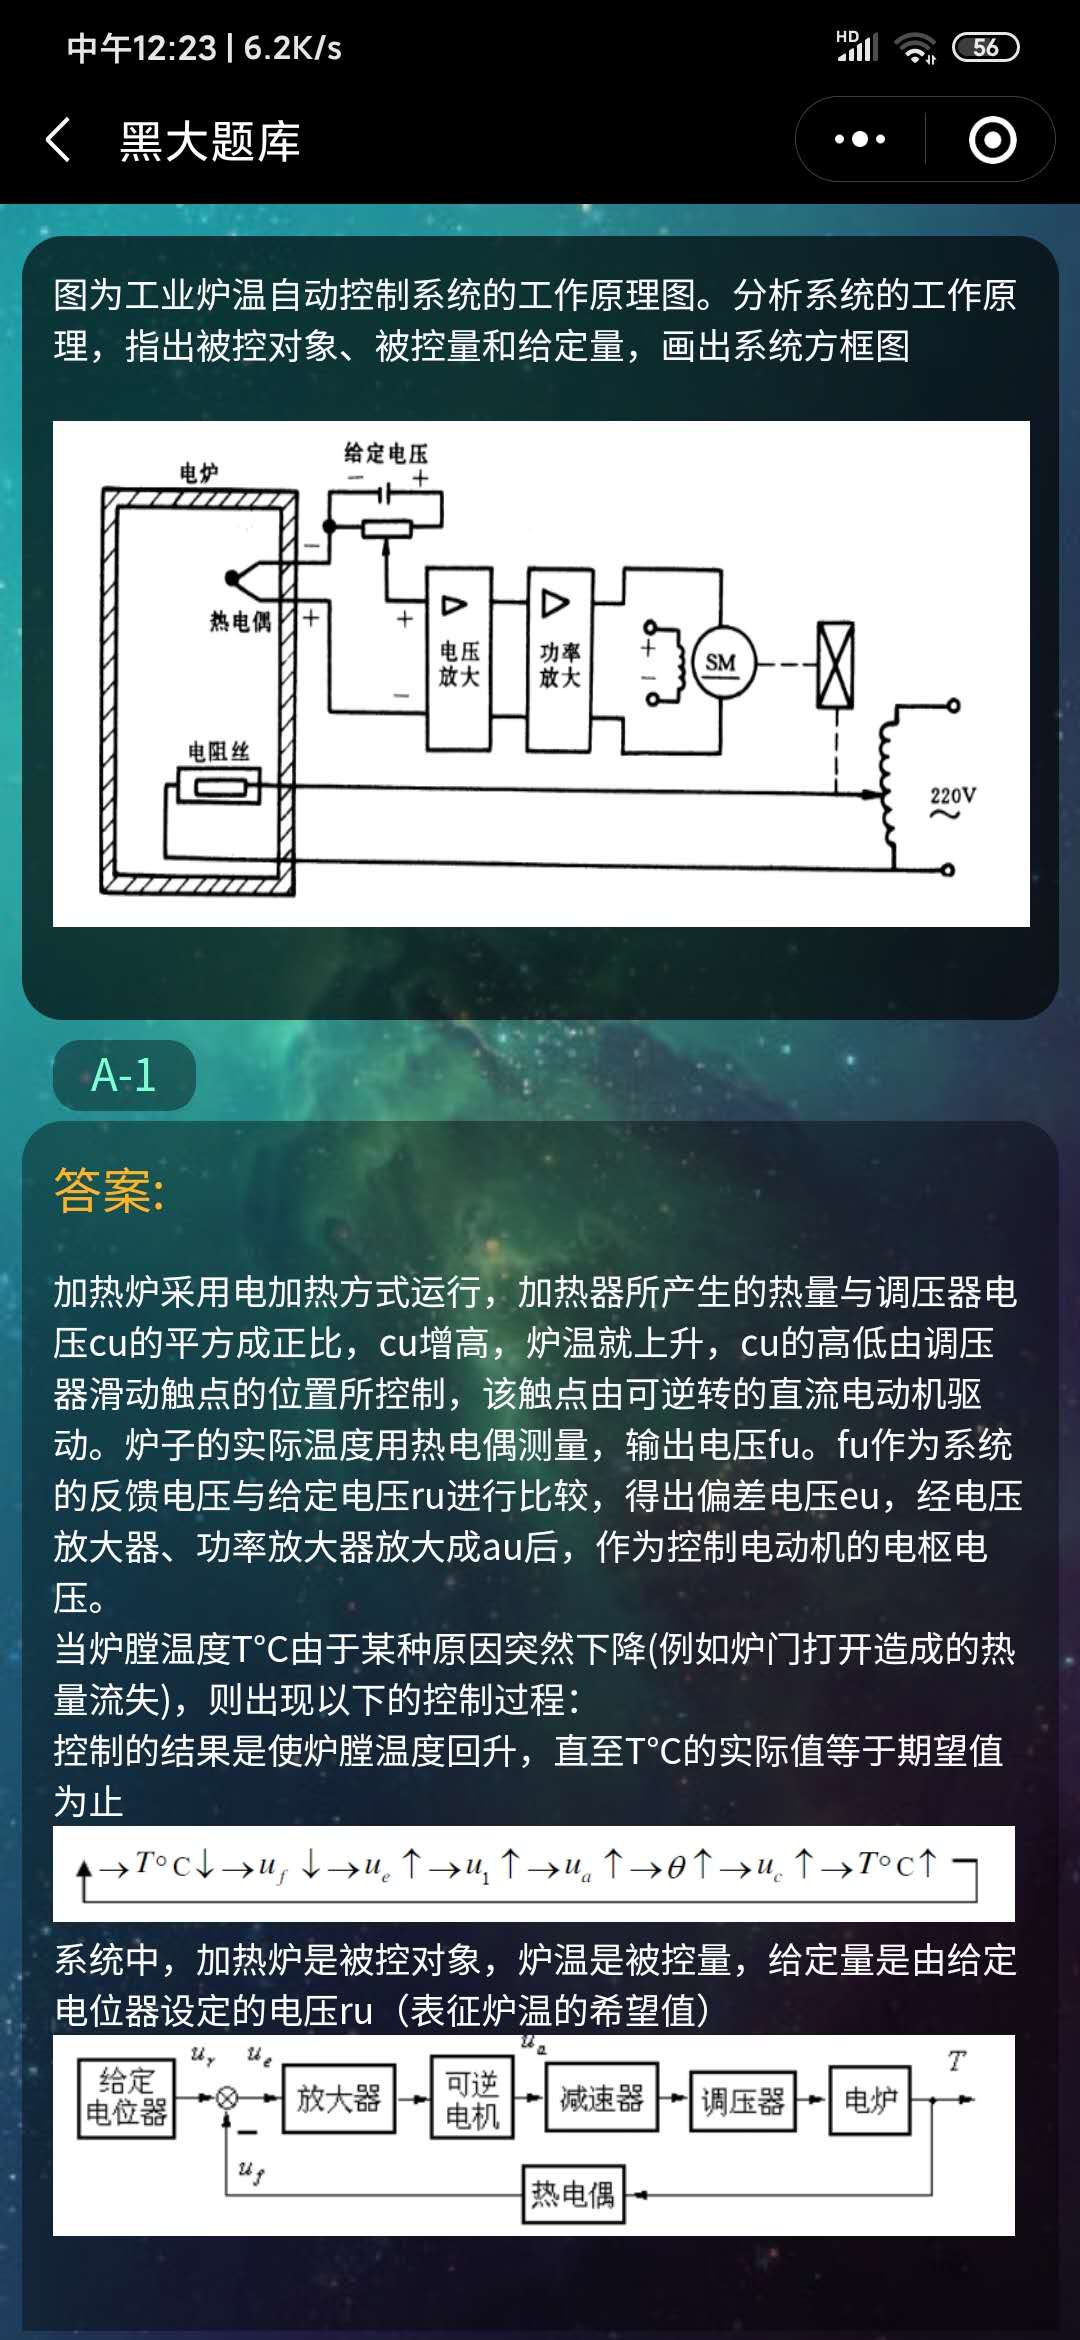 中午12:23 | 6.2K/s
HD
56
黑大题库
图为工业炉温自动控制系统的工作原理图。分析系统的工作原
理，指出被控对象、被控量和给定量，画出系统方框图
给定电压
电炉
− +
−
热电偶
+
+
−
电压
放大
功率
放大
+
−
SM
电阻丝
220V
~
A-1
答案:
加热炉采用电加热方式运行，加热器所产生的热量与调压器电
压cu的平方成正比，cu增高，炉温就上升，cu的高低由调压
器滑动触点的位置所控制，该触点由可逆转的直流电动机驱
动。炉子的实际温度用热电偶测量，输出电压fu。fu作为系统
的反馈电压与给定电压ru进行比较，得出偏差电压eu，经电压
放大器、功率放大器放大成au后，作为控制电动机的电枢电
压。
当炉膛温度T°C由于某种原因突然下降(例如炉门打开造成的热
量流失)，则出现以下的控制过程：
控制的结果是使炉膛温度回升，直至T°C的实际值等于期望值
为止
→T°C↓→u_f↓→u_e↑→u_1↑→u_a↑→θ↑→u_c↑→T°C↑
系统中，加热炉是被控对象，炉温是被控量，给定量是由给定
电位器设定的电压ru（表征炉温的希望值）
u_r u_e u_a T
给定
电位器
放大器
可逆
电机
减速器
调压器
电炉
−
u_f
热电偶